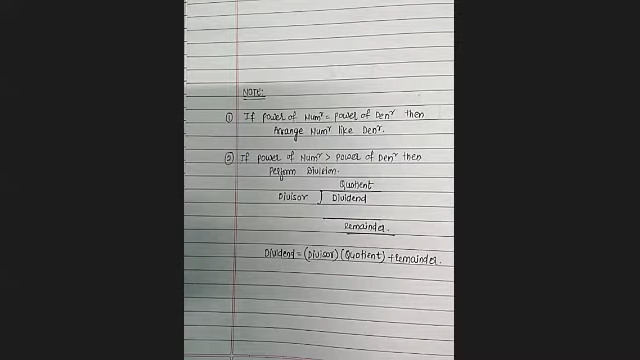 NOTE:
① If power of Numʳ = power of Denʳ then
Arrange Numʳ like Denʳ.
② If power of Numʳ > power of Denʳ then
perform Division.
Quotient
Divisor ) Dividend
Remainder.
Dividend = (Divisor) (Quotient) + Remainder.